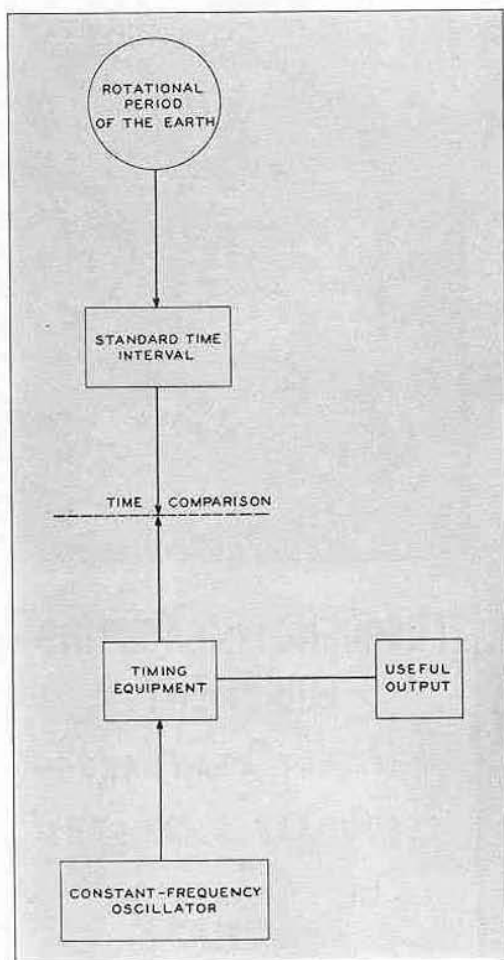 ROTATIONAL
PERIOD
OF THE EARTH
STANDARD TIME
INTERVAL
TIME COMPARISON
TIMING
EQUIPMENT
USEFUL
OUTPUT
CONSTANT-FREQUENCY
OSCILLATOR